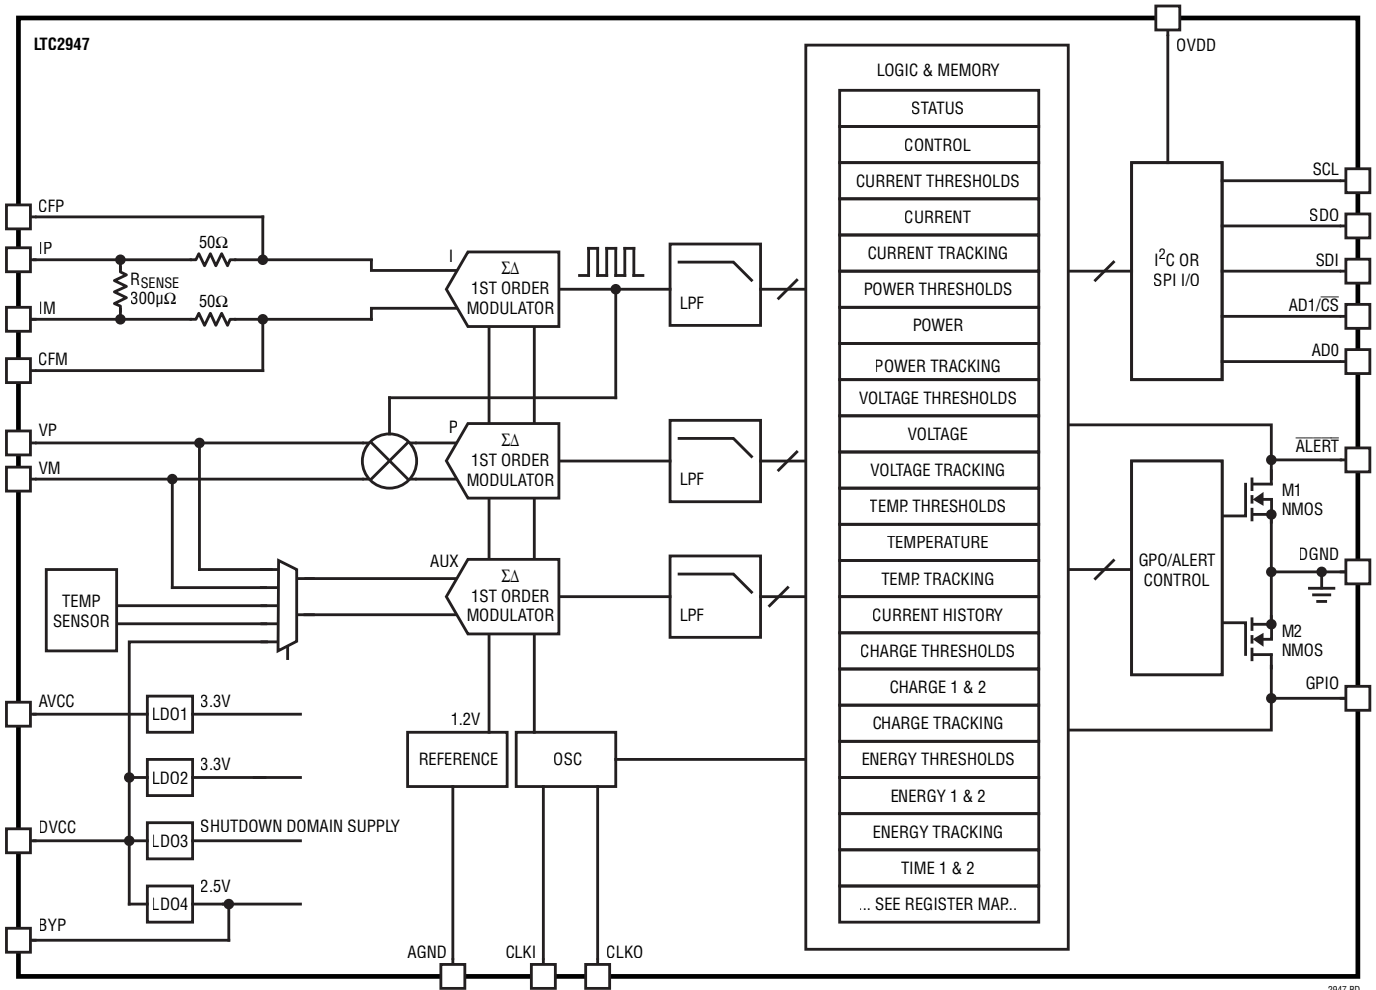 LTC2947
OVDD
LOGIC & MEMORY
STATUS
CONTROL
CURRENT THRESHOLDS
CURRENT
CURRENT TRACKING
POWER THRESHOLDS
POWER
POWER TRACKING
VOLTAGE THRESHOLDS
VOLTAGE
VOLTAGE TRACKING
TEMP. THRESHOLDS
TEMPERATURE
TEMP. TRACKING
CURRENT HISTORY
CHARGE THRESHOLDS
CHARGE 1 & 2
CHARGE TRACKING
ENERGY THRESHOLDS
ENERGY 1 & 2
ENERGY TRACKING
TIME 1 & 2
... SEE REGISTER MAP...
CFP
IP
50Ω
RSENSE
300µΩ
50Ω
IM
CFM
I
ΣΔ
1ST ORDER
MODULATOR
LPF
VP
VM
P
ΣΔ
1ST ORDER
MODULATOR
LPF
AUX
ΣΔ
1ST ORDER
MODULATOR
LPF
TEMP
SENSOR
AVCC
LDO1
3.3V
LDO2
3.3V
DVCC
LDO3
SHUTDOWN DOMAIN SUPPLY
LDO4
2.5V
BYP
1.2V
REFERENCE
OSC
AGND
CLKI
CLKO
I²C OR
SPI I/O
SCL
SDO
SDI
AD1/C̅S̅
AD0
A̅L̅E̅R̅T̅
M1
NMOS
GPO/ALERT
CONTROL
DGND
M2
NMOS
GPIO
2947 BD